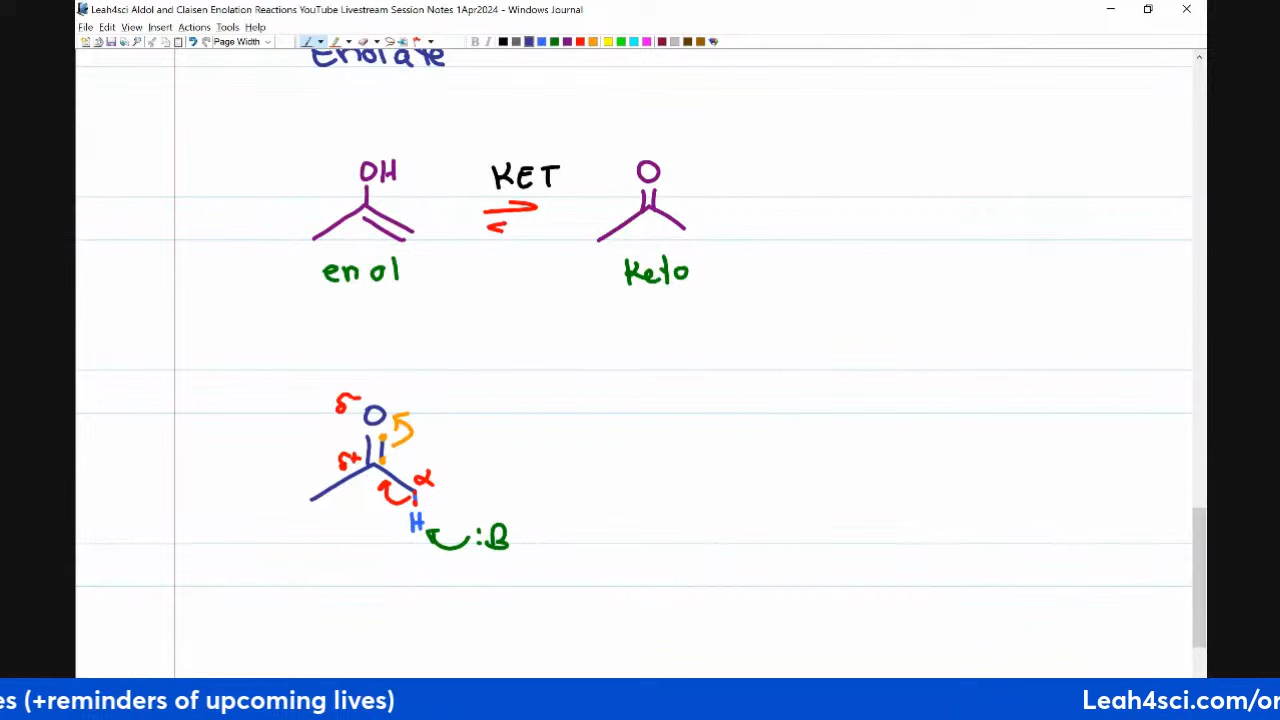 Leah4sci Aldol and Claisen Enolation Reactions YouTube Livestream Session Notes 1Apr2024 - Windows Journal
File Edit View Insert Actions Tools Help
Page Width
B I
Enolate
OH
KET
O
enol
Keto
δ-
O
δ+
α
H
:B
es (+reminders of upcoming lives)
Leah4sci.com/or